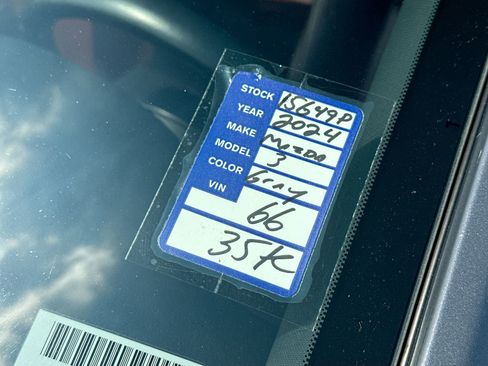 STOCK 15649P
YEAR 2024
MAKE Mazda
MODEL 3
COLOR Gray
VIN 66
35K